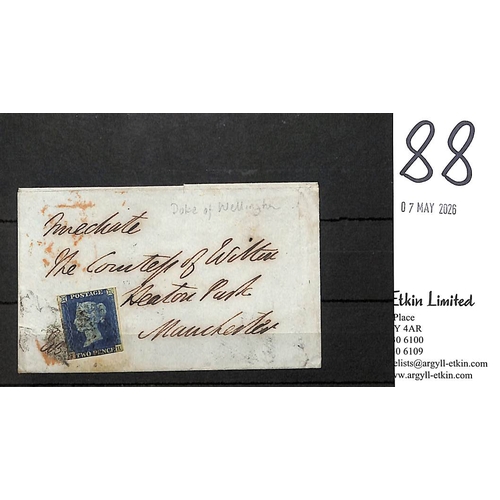 88
07 MAY 2026
Duke of Wellington
Immediate
The Countess of Wilton
Heaton Park
Manchester
POSTAGE
TWO PENCE
Etkin Limited
Place
Y 4AR
0 6100
0 6109
elists@argyll-etkin.com
ww.argyll-etkin.com